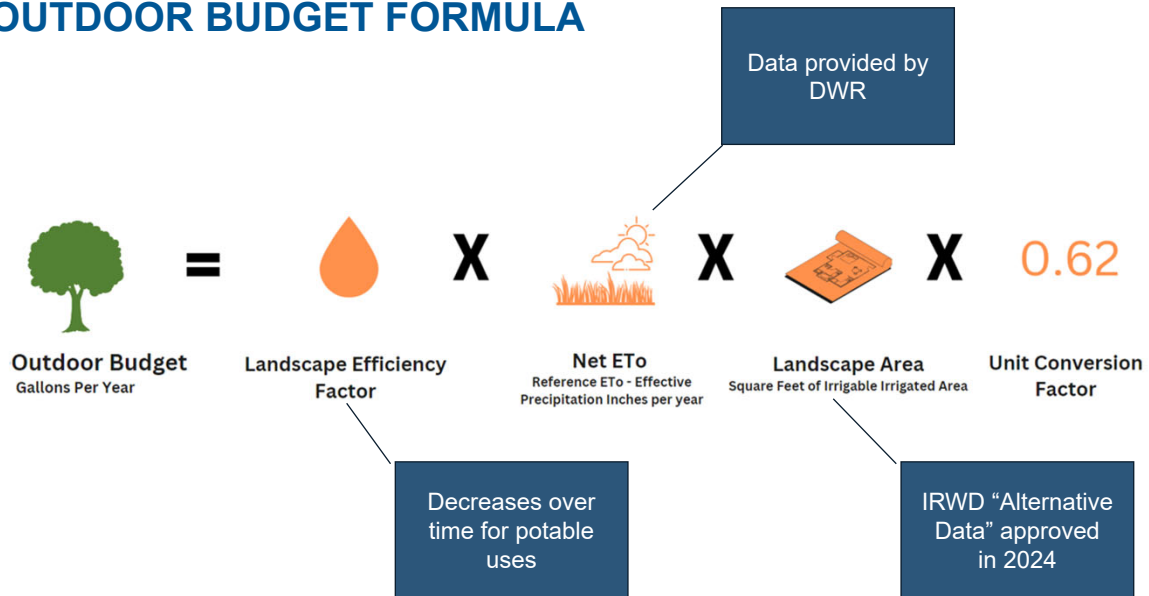 OUTDOOR BUDGET FORMULA
Data provided by
DWR
=
X
X
X
0.62
Outdoor Budget
Gallons Per Year
Landscape Efficiency
Factor
Net ETo
Reference ETo - Effective
Precipitation Inches per year
Landscape Area
Square Feet of Irrigable Irrigated Area
Unit Conversion
Factor
Decreases over
time for potable
uses
IRWD “Alternative
Data” approved
in 2024